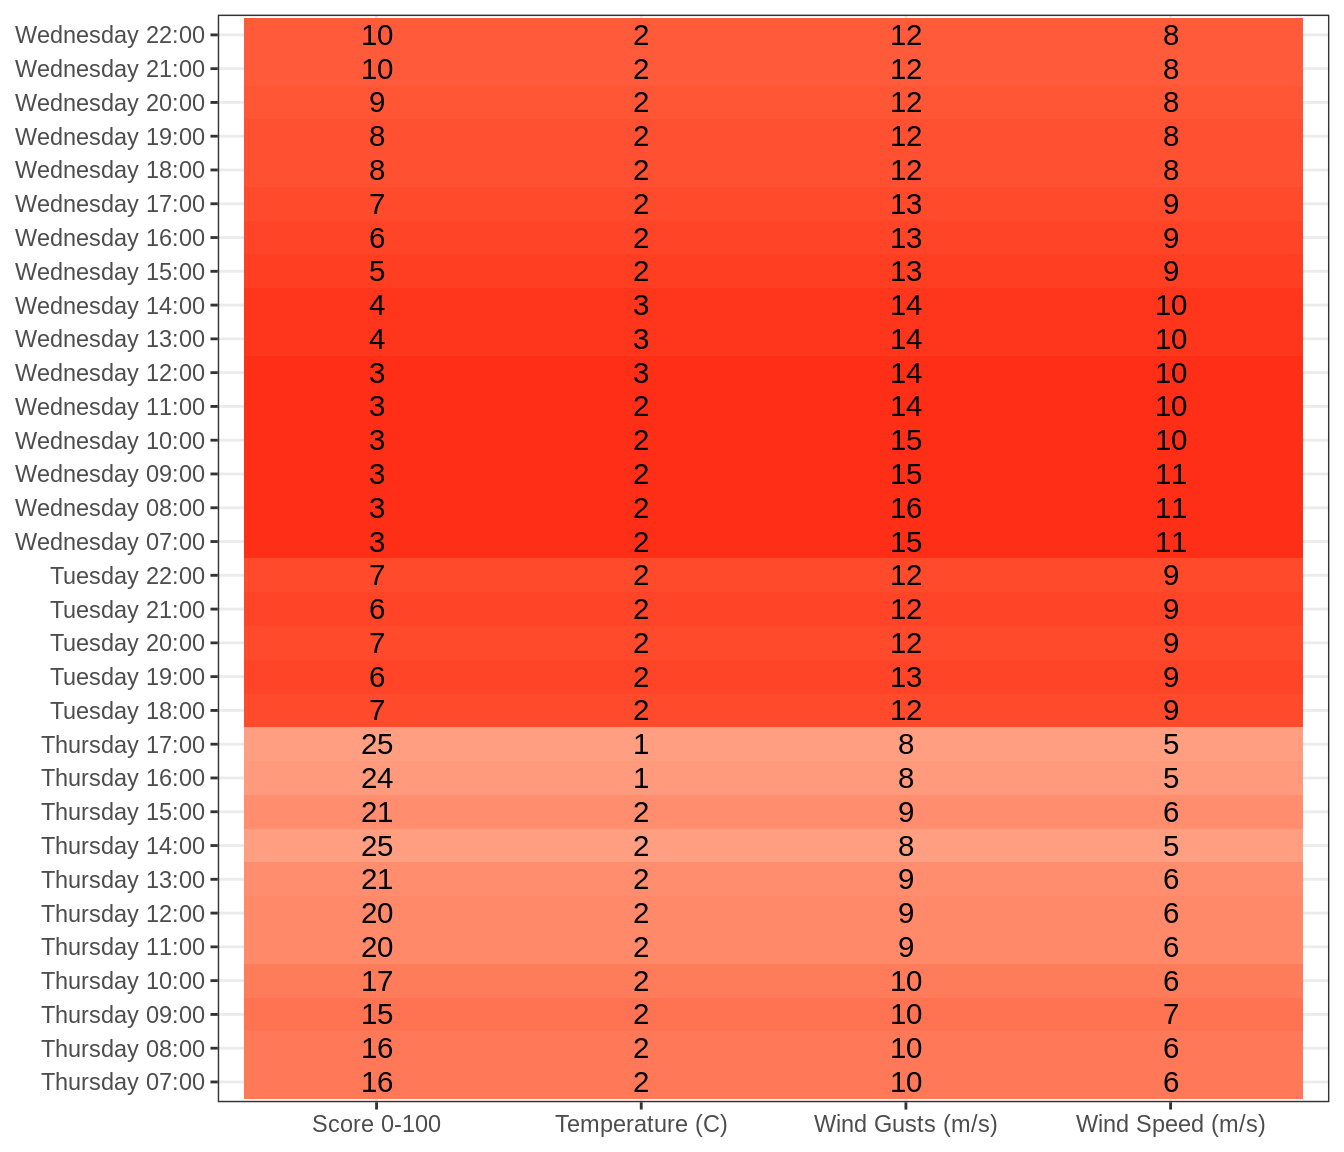 Wednesday 22:00 10 2 12 8
Wednesday 21:00 10 2 12 8
Wednesday 20:00 9 2 12 8
Wednesday 19:00 8 2 12 8
Wednesday 18:00 8 2 12 8
Wednesday 17:00 7 2 13 9
Wednesday 16:00 6 2 13 9
Wednesday 15:00 5 2 13 9
Wednesday 14:00 4 3 14 10
Wednesday 13:00 4 3 14 10
Wednesday 12:00 3 3 14 10
Wednesday 11:00 3 2 14 10
Wednesday 10:00 3 2 15 10
Wednesday 09:00 3 2 15 11
Wednesday 08:00 3 2 16 11
Wednesday 07:00 3 2 15 11
Tuesday 22:00 7 2 12 9
Tuesday 21:00 6 2 12 9
Tuesday 20:00 7 2 12 9
Tuesday 19:00 6 2 13 9
Tuesday 18:00 7 2 12 9
Thursday 17:00 25 1 8 5
Thursday 16:00 24 1 8 5
Thursday 15:00 21 2 9 6
Thursday 14:00 25 2 8 5
Thursday 13:00 21 2 9 6
Thursday 12:00 20 2 9 6
Thursday 11:00 20 2 9 6
Thursday 10:00 17 2 10 6
Thursday 09:00 15 2 10 7
Thursday 08:00 16 2 10 6
Thursday 07:00 16 2 10 6
Score 0-100 Temperature (C) Wind Gusts (m/s) Wind Speed (m/s)